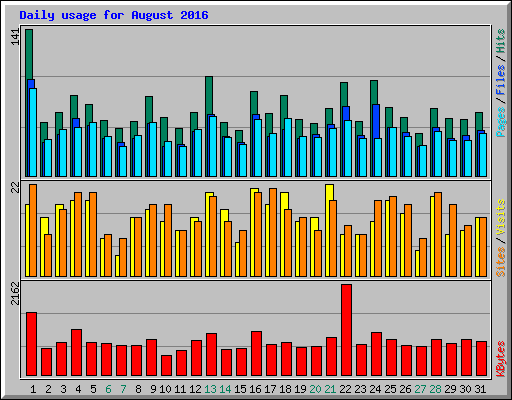 Daily usage for August 2016
141
Pages / Files / Hits
22
Sites / Visits
2162
KBytes
1 2 3 4 5 6 7 8 9 10 11 12 13 14 15 16 17 18 19 20 21 22 23 24 25 26 27 28 29 30 31